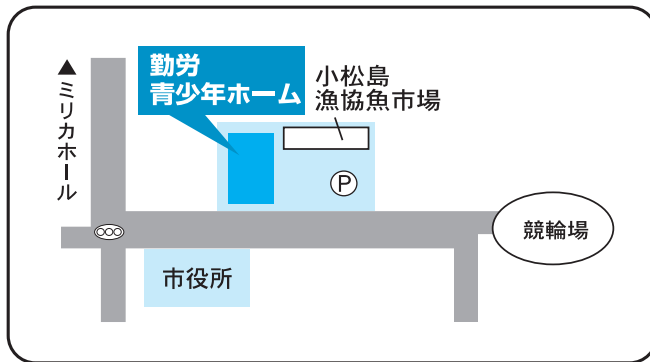 勤労
青少年ホーム
小松島
漁協魚市場
▲ミリカホール
P
競輪場
市役所